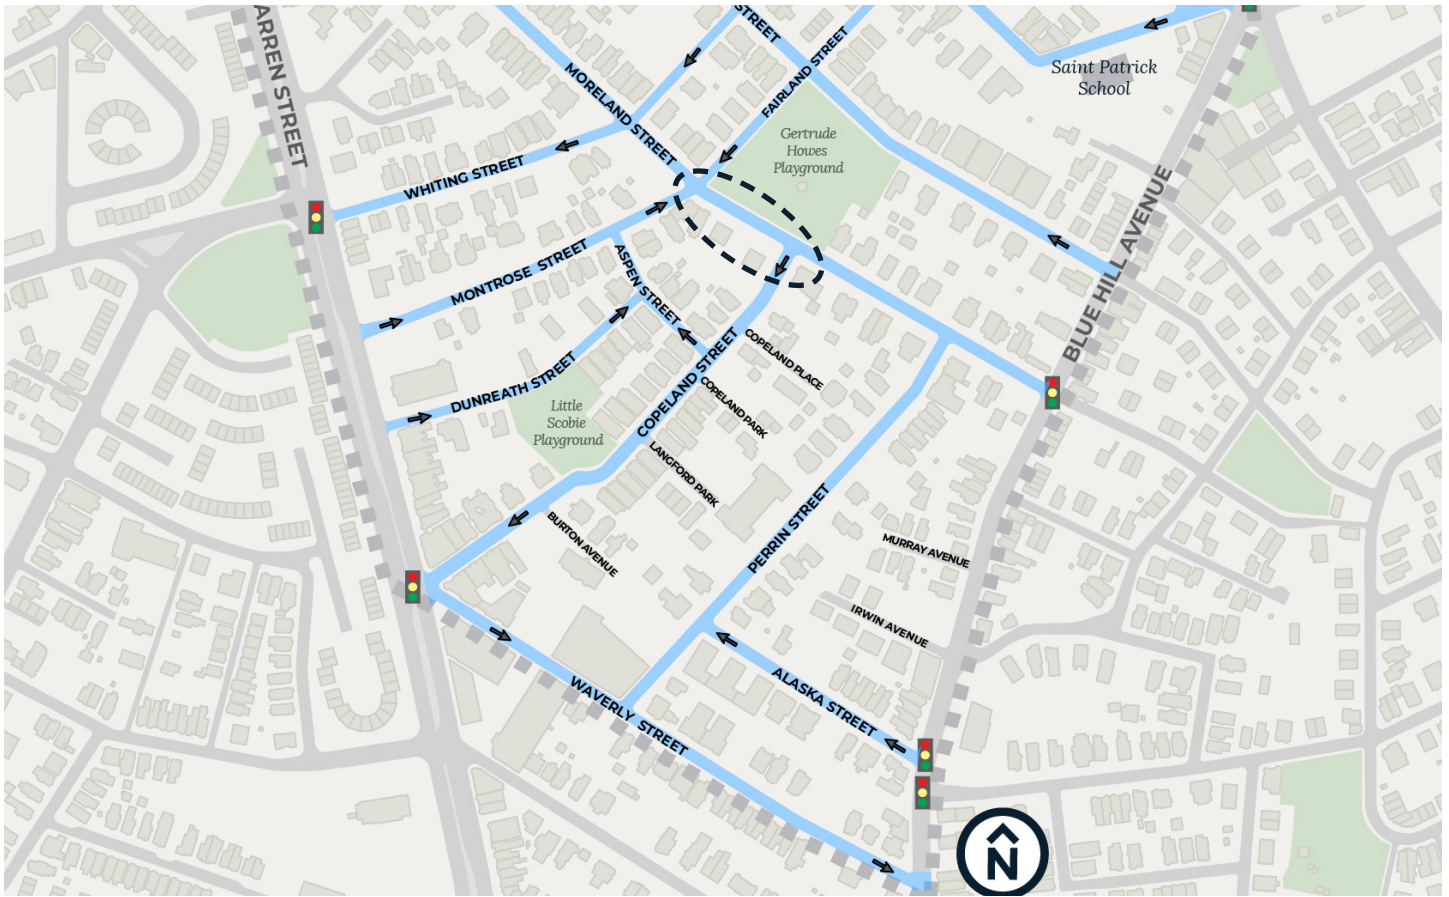 ARREN STREET
STREET
MORELAND STREET
FAIRLAND STREET
Saint Patrick
School
Gertrude
Howes
Playground
WHITING STREET
BLUE HILL AVENUE
MONTROSE STREET
ASPEN STREET
COPELAND PLACE
DUNREATH STREET
COPELAND STREET
COPELAND PARK
Little
Scobie
Playground
LANGFORD PARK
BURTON AVENUE
PERRIN STREET
MURRAY AVENUE
IRWIN AVENUE
ALASKA STREET
WAVERLY STREET
N